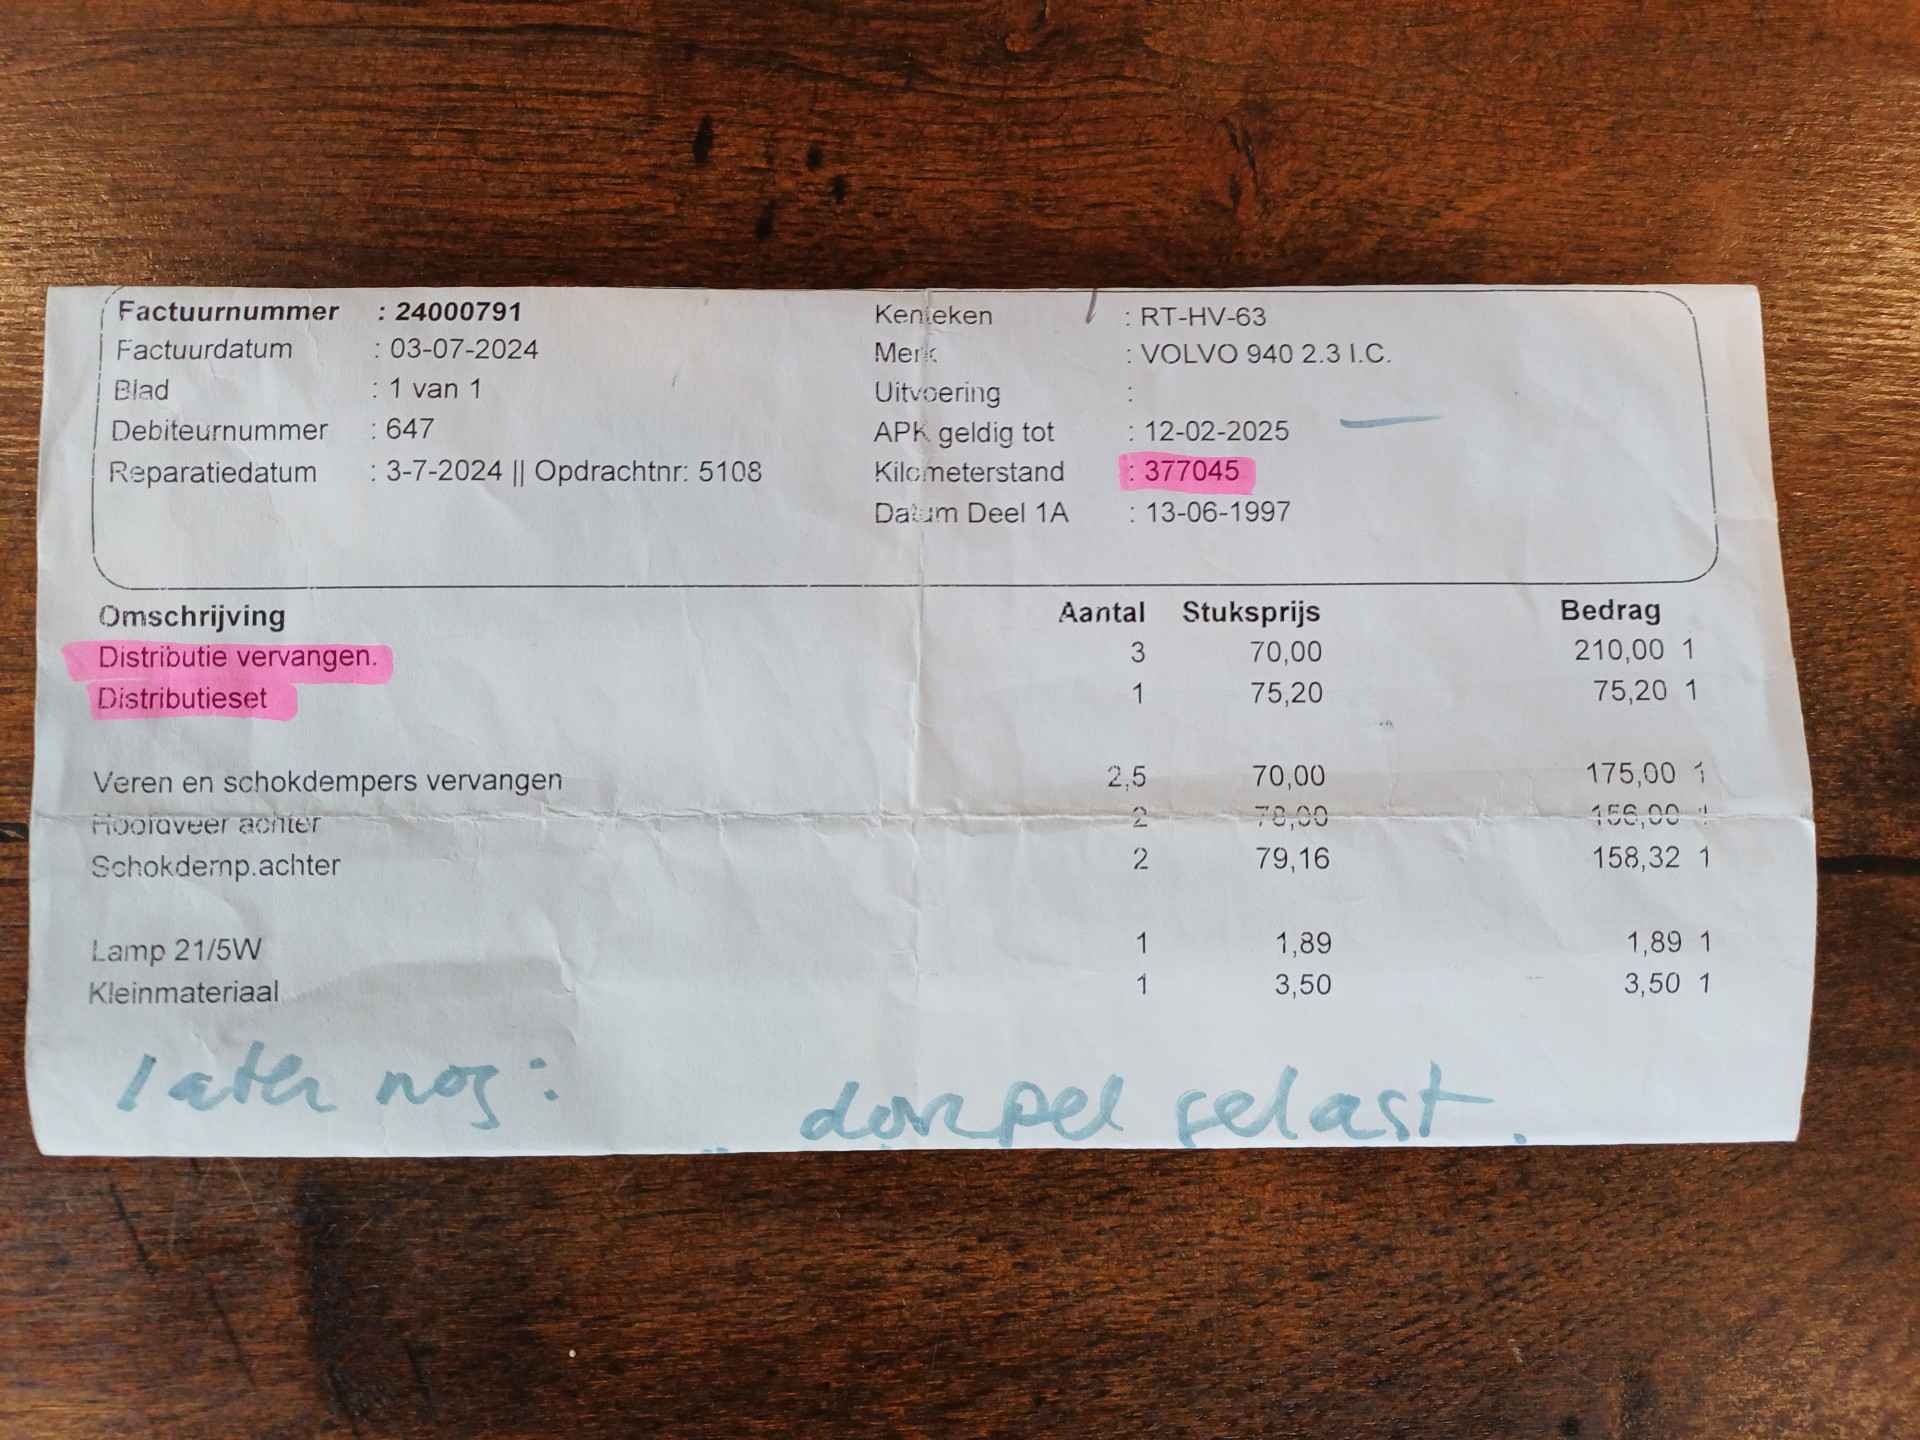 Factuurnummer : 24000791 Kenteken : RT-HV-63
Factuurdatum : 03-07-2024 Merk : VOLVO 940 2.3 I.C.
Blad : 1 van 1 Uitvoering :
Debiteurnummer : 647 APK geldig tot : 12-02-2025
Reparatiedatum : 3-7-2024 || Opdrachtnr: 5108 Kilometerstand : 377045
Datum Deel 1A : 13-06-1997
Omschrijving Aantal Stuksprijs Bedrag
Distributie vervangen. 3 70,00 210,00 1
Distributieset 1 75,20 75,20 1
Veren en schokdempers vervangen 2,5 70,00 175,00 1
Hoofdveer achter 2 78,00 156,00 1
Schokdemp.achter 2 79,16 158,32 1
Lamp 21/5W 1 1,89 1,89 1
Kleinmateriaal 1 3,50 3,50 1
later nog: dorpel gelast.